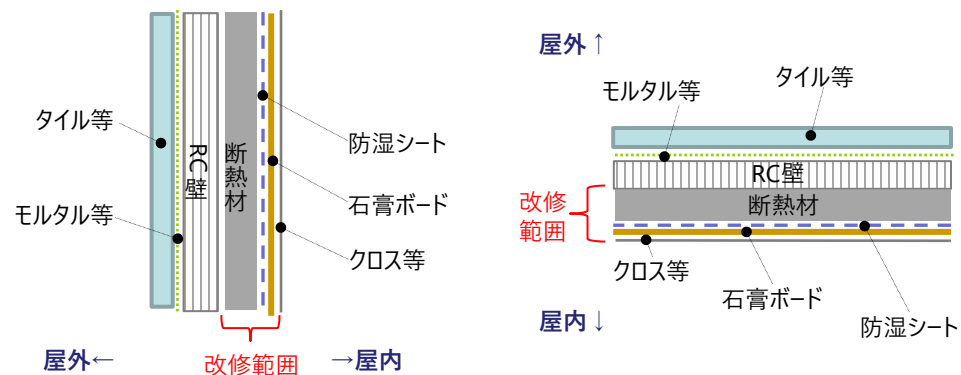 タイル等
モルタル等
RC壁
断熱材
防湿シート
石膏ボード
クロス等
改修範囲
屋外←
→屋内
屋外↑
モルタル等
タイル等
RC壁
断熱材
改修
範囲
クロス等
石膏ボード
防湿シート
屋内↓